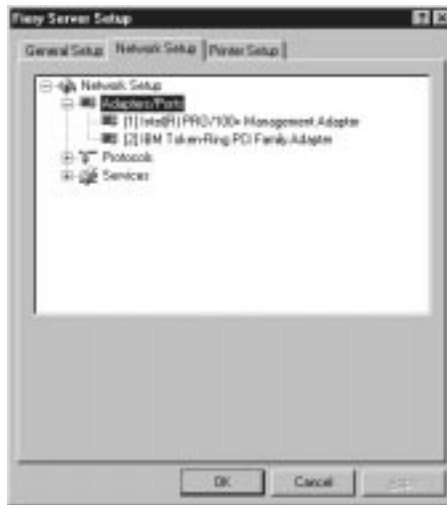 Fiery Server Setup
General Setup Network Setup Printer Setup
Network Setup
Adapters/Ports
[1] Intel(R) PRO/100+ Management Adapter
[2] IBM Token-Ring PCI Family Adapter
Protocols
Services
OK Cancel